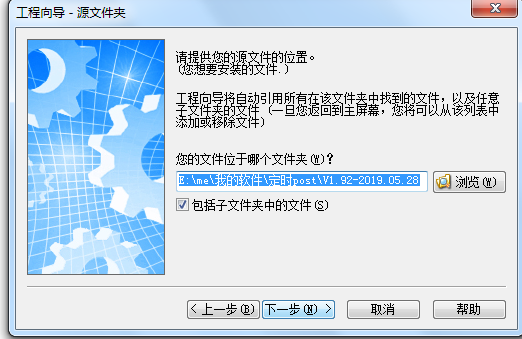 工程向导 - 源文件夹
请提供您的源文件的位置。
(您想要安装的文件.)
工程向导将自动引用所有在该文件夹中找到的文件，以及任意
子文件夹的文件 (一旦您返回到主屏幕，您将可以从该列表中
添加或移除文件)
您的文件位于哪个文件夹(W)？
E:\me\我的软件\定时post\V1.92-2019.05.28
浏览(W)
包括子文件夹中的文件(S)
< 上一步(B)
下一步(N) >
取消
帮助